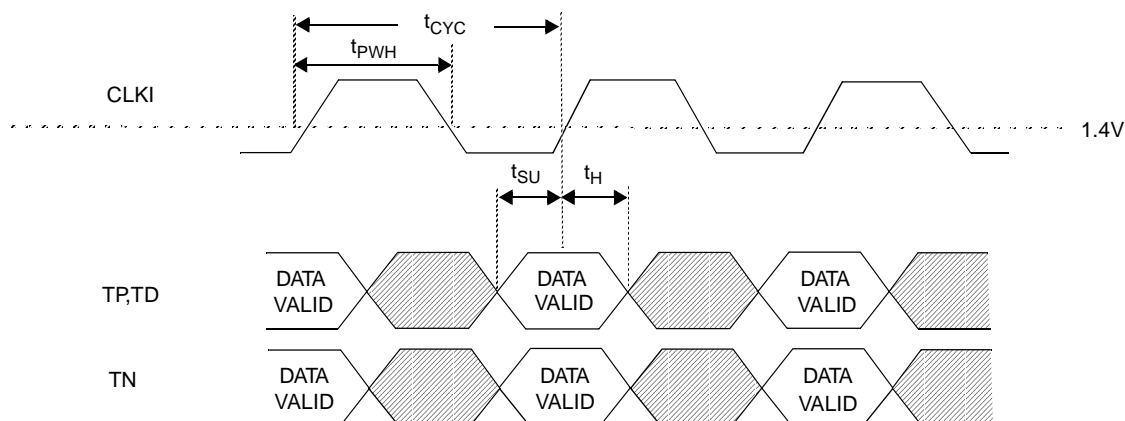 tCYC
tPWH
CLKI
1.4V
tSU
tH
TP,TD
DATA
VALID
DATA
VALID
DATA
VALID
TN
DATA
VALID
DATA
VALID
DATA
VALID